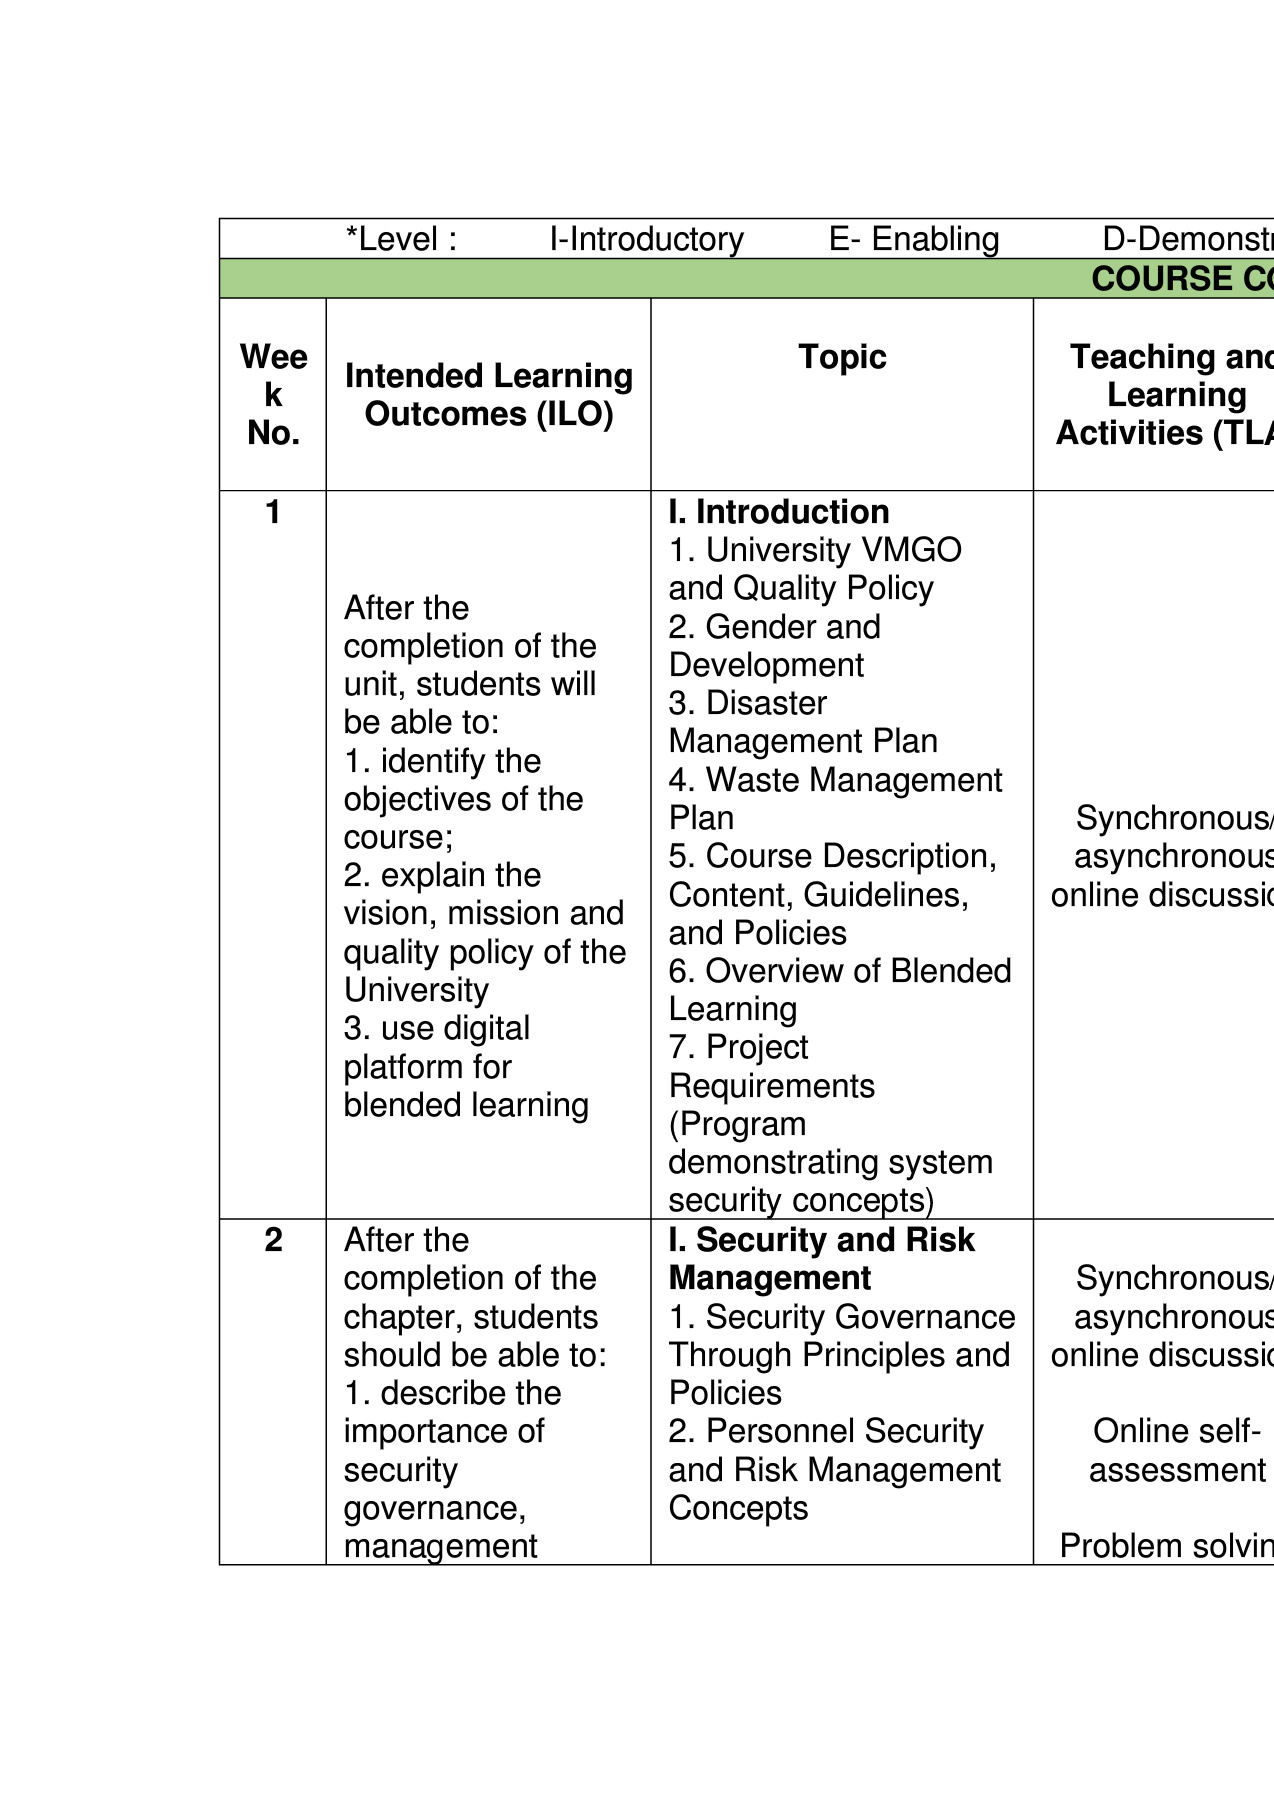 *Level : I-Introductory E- Enabling D-Demonstr
COURSE CO
Wee
k
No.
Intended Learning
Outcomes (ILO)
Topic
Teaching and
Learning
Activities (TLA
1
After the
completion of the
unit, students will
be able to:
1. identify the
objectives of the
course;
2. explain the
vision, mission and
quality policy of the
University
3. use digital
platform for
blended learning
I. Introduction
1. University VMGO
and Quality Policy
2. Gender and
Development
3. Disaster
Management Plan
4. Waste Management
Plan
5. Course Description,
Content, Guidelines,
and Policies
6. Overview of Blended
Learning
7. Project
Requirements
(Program
demonstrating system
security concepts)
Synchronous/
asynchronous
online discussio
2
After the
completion of the
chapter, students
should be able to:
1. describe the
importance of
security
governance,
management
I. Security and Risk
Management
1. Security Governance
Through Principles and
Policies
2. Personnel Security
and Risk Management
Concepts
Synchronous/
asynchronous
online discussio
Online self-
assessment
Problem solvin